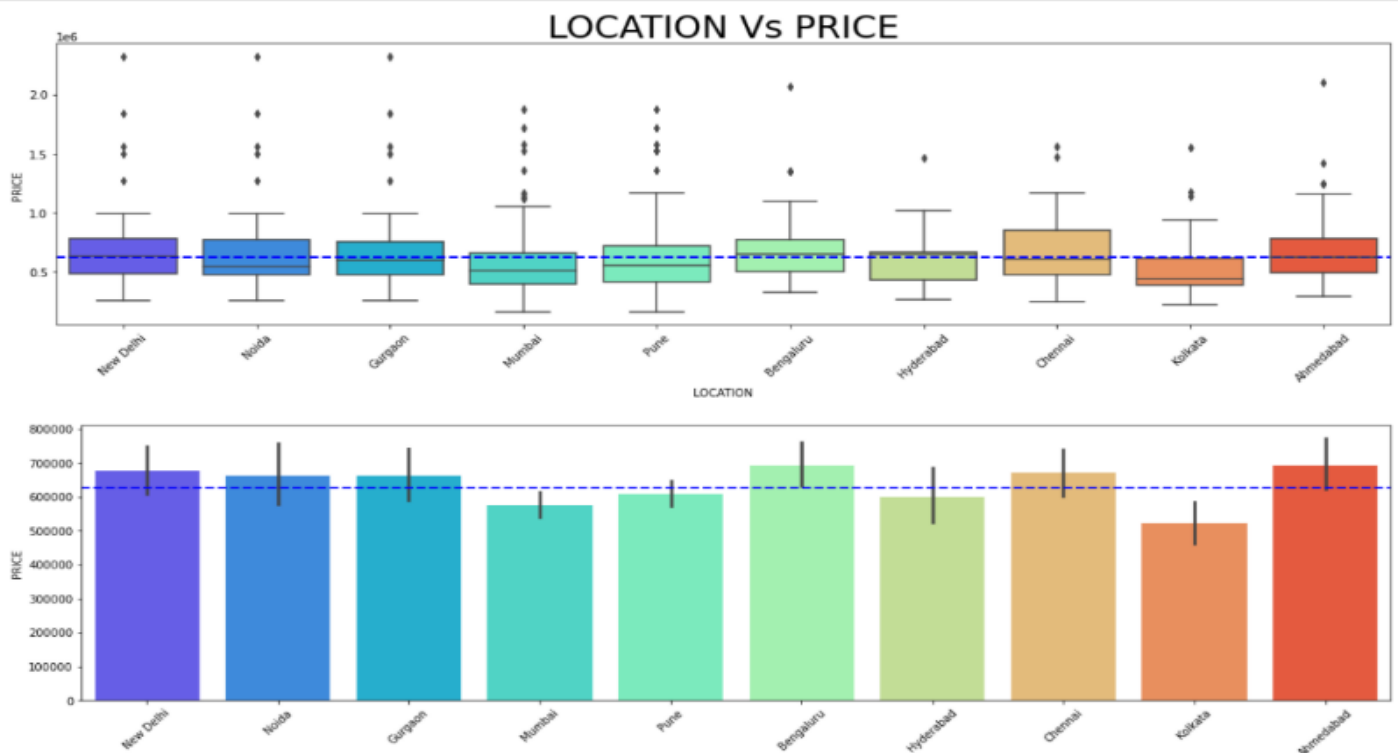 LOCATION Vs PRICE
1e6
2.0
1.5
1.0
0.5
PRICE
New Delhi
Noida
Gurgaon
Mumbai
Pune
Bengaluru
Hyderabad
Chennai
Kolkata
Ahmedabad
LOCATION
800000
700000
600000
500000
400000
300000
200000
100000
0
PRICE
New Delhi
Noida
Gurgaon
Mumbai
Pune
Bengaluru
Hyderabad
Chennai
Kolkata
Ahmedabad